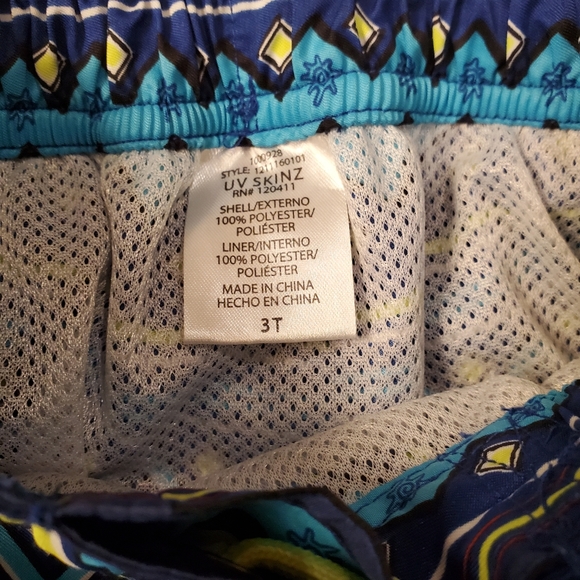 100928
STYLE: 1211160101
UV SKINZ
RN# 120411
SHELL/EXTERNO
100% POLYESTER/
POLIÉSTER
LINER/INTERNO
100% POLYESTER/
POLIÉSTER
MADE IN CHINA
HECHO EN CHINA
3T